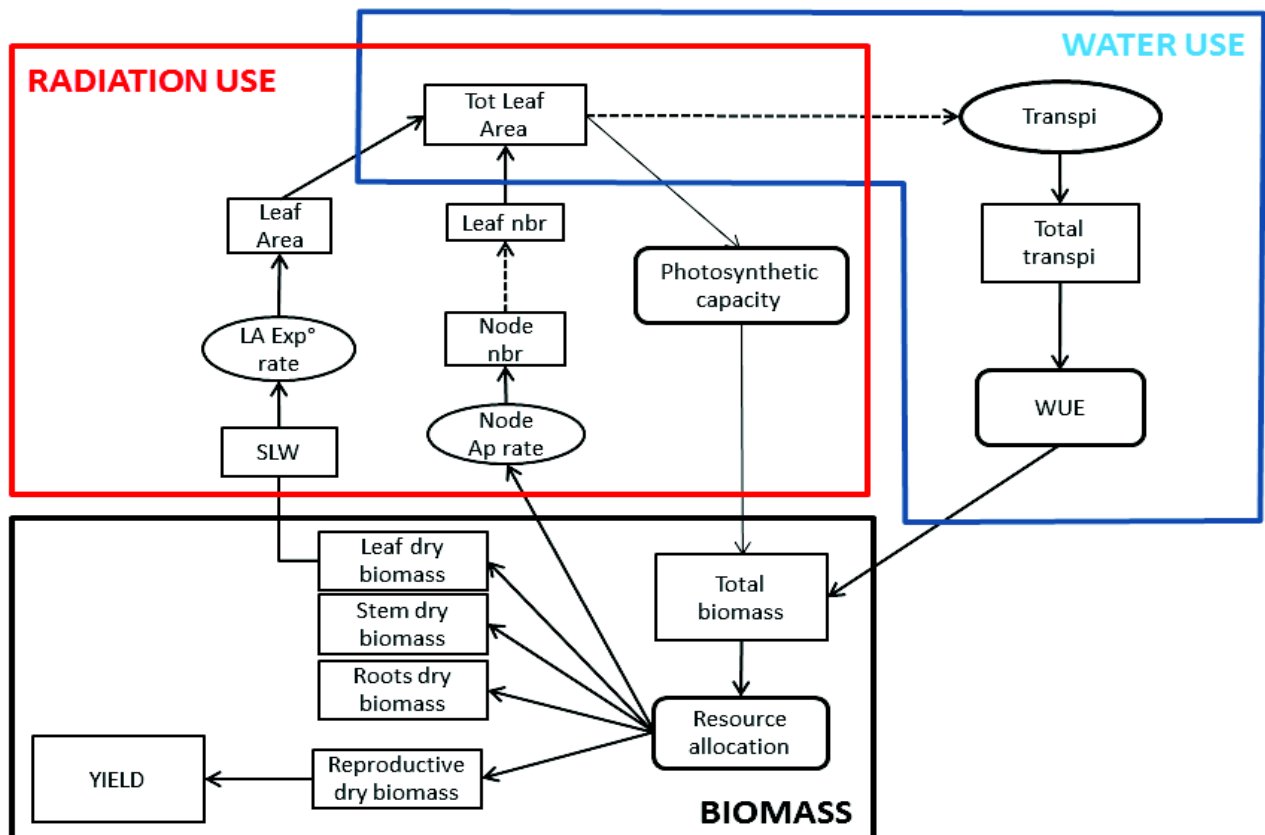 WATER USE
RADIATION USE
Tot Leaf
Area
Transpi
Leaf
Area
Leaf nbr
Total
transpi
Photosynthetic
capacity
LA Exp°
rate
Node
nbr
WUE
Node
Ap rate
SLW
Leaf dry
biomass
Total
biomass
Stem dry
biomass
Roots dry
biomass
Resource
allocation
Reproductive
dry biomass
YIELD
BIOMASS